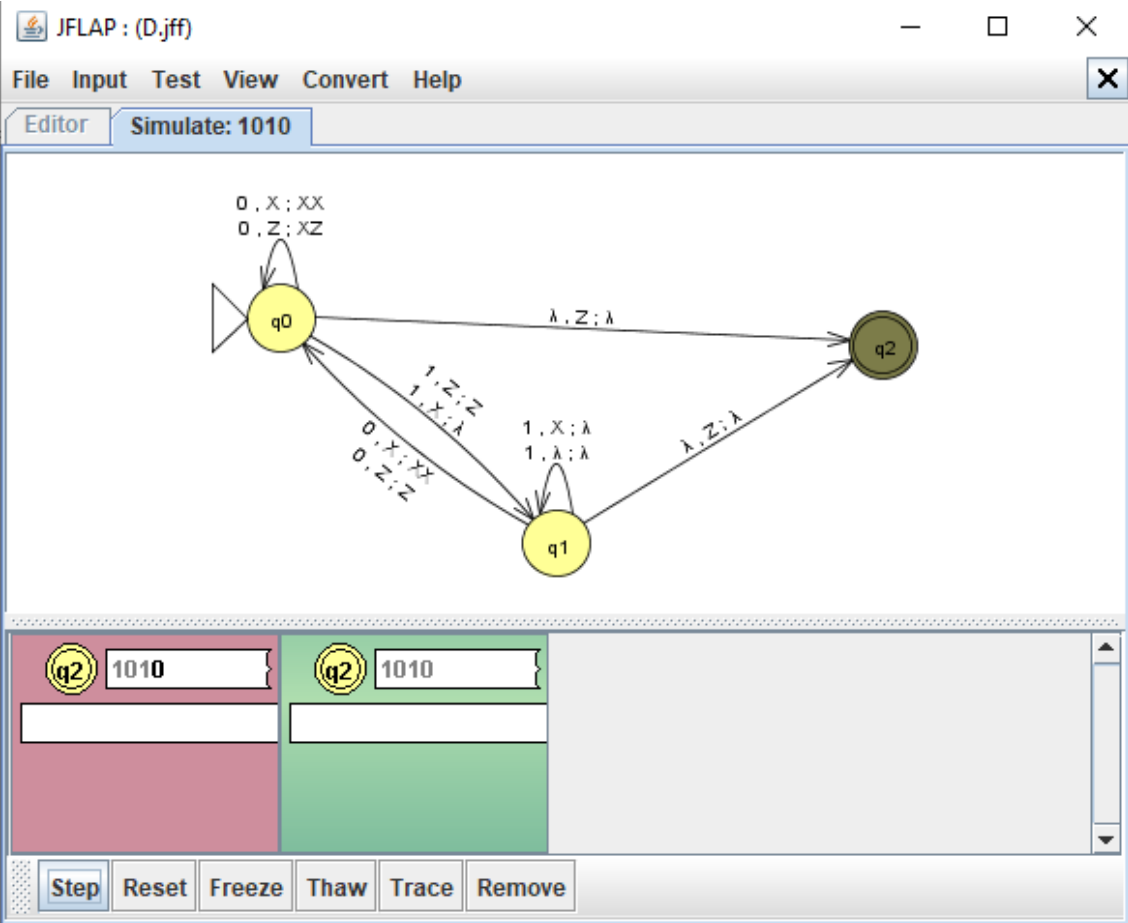 JFLAP : (D.jff)
File Input Test View Convert Help
Editor Simulate: 1010
0 , X ; XX
0 , Z ; XZ
q0
λ , Z ; λ
q2
1 , Z ; Z
1 , X ; λ
0 , X ; XX
0 , Z ; Z
1 , X ; λ
1 , λ ; λ
λ , Z ; λ
q1
q2 1010
q2 1010
Step Reset Freeze Thaw Trace Remove